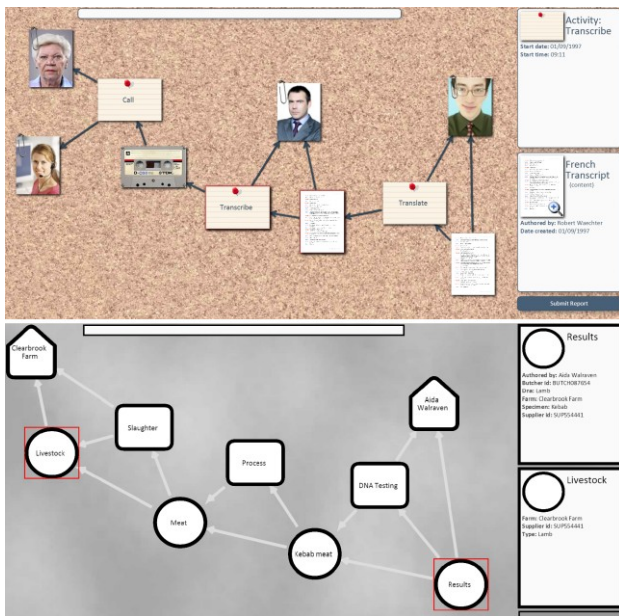 Activity:
Transcribe
Start date: 01/09/1997
Start time: 09:11
Call
Transcribe
Translate
French
Transcript
(content)
Authored by: Robert Waechter
Date created: 01/09/1997
Submit Report
Clearbrook
Farm
Slaughter
Livestock
Process
Meat
Kebab meat
Aida
Walraven
DNA Testing
Results
Results
Authored by: Aida Walraven
Butcher id: BUTCH087654
Dna: Lamb
Farm: Clearbrook Farm
Specimen: Kebab
Supplier id: SUP554441
Livestock
Farm: Clearbrook Farm
Supplier id: SUP554441
Type: Lamb